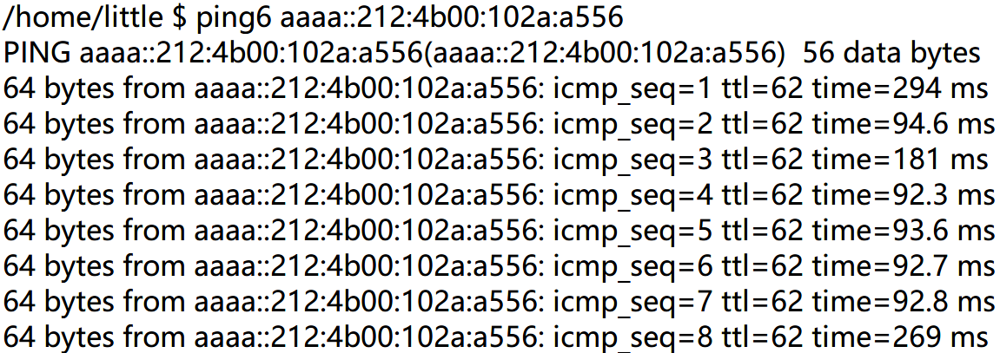 /home/little $ ping6 aaaa::212:4b00:102a:a556
PING aaaa::212:4b00:102a:a556(aaaa::212:4b00:102a:a556)  56 data bytes
64 bytes from aaaa::212:4b00:102a:a556: icmp_seq=1 ttl=62 time=294 ms
64 bytes from aaaa::212:4b00:102a:a556: icmp_seq=2 ttl=62 time=94.6 ms
64 bytes from aaaa::212:4b00:102a:a556: icmp_seq=3 ttl=62 time=181 ms
64 bytes from aaaa::212:4b00:102a:a556: icmp_seq=4 ttl=62 time=92.3 ms
64 bytes from aaaa::212:4b00:102a:a556: icmp_seq=5 ttl=62 time=93.6 ms
64 bytes from aaaa::212:4b00:102a:a556: icmp_seq=6 ttl=62 time=92.7 ms
64 bytes from aaaa::212:4b00:102a:a556: icmp_seq=7 ttl=62 time=92.8 ms
64 bytes from aaaa::212:4b00:102a:a556: icmp_seq=8 ttl=62 time=269 ms